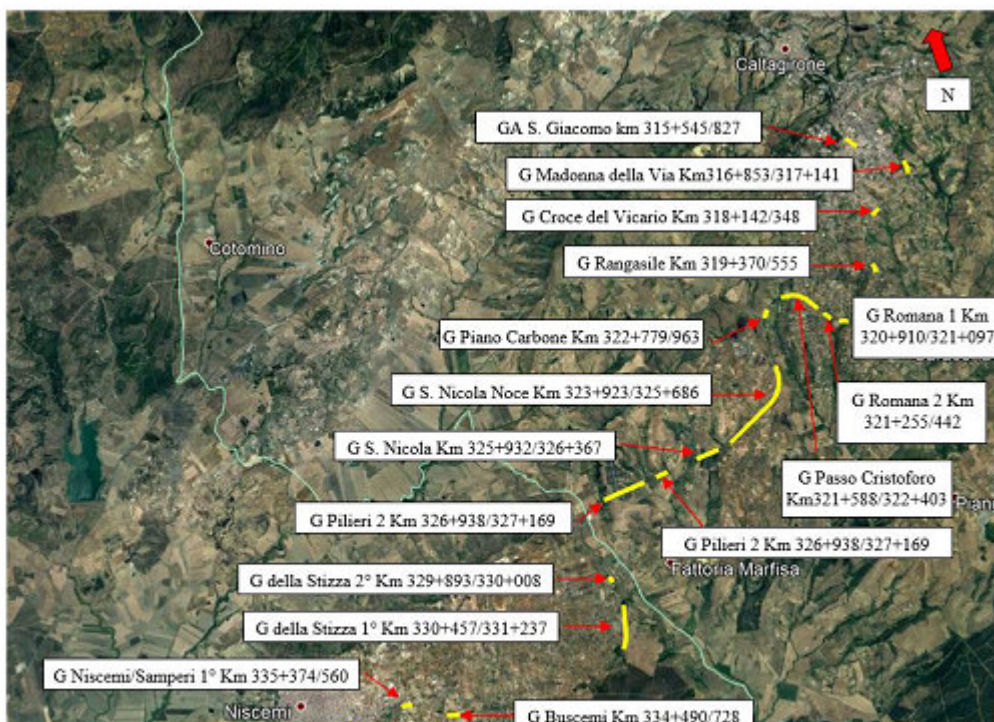 Caltagirone
N
GA S. Giacomo km 315+545/827
G Madonna della Via Km316+853/317+141
G Croce del Vicario Km 318+142/348
Cotomino
G Rangasile Km 319+370/555
G Romana 1 Km
320+910/321+097
G Piano Carbone Km 322+779/963
G S. Nicola Noce Km 323+923/325+686
G Romana 2 Km
321+255/442
G S. Nicola Km 325+932/326+367
G Passo Cristoforo
Km321+588/322+403
Piant
G Pilieri 2 Km 326+938/327+169
G Pilieri 2 Km 326+938/327+169
Fattoria Marfisa
G della Stizza 2° Km 329+893/330+008
G della Stizza 1° Km 330+457/331+237
G Niscemi/Samperi 1° Km 335+374/560
Niscemi
G Buscemi Km 334+490/728